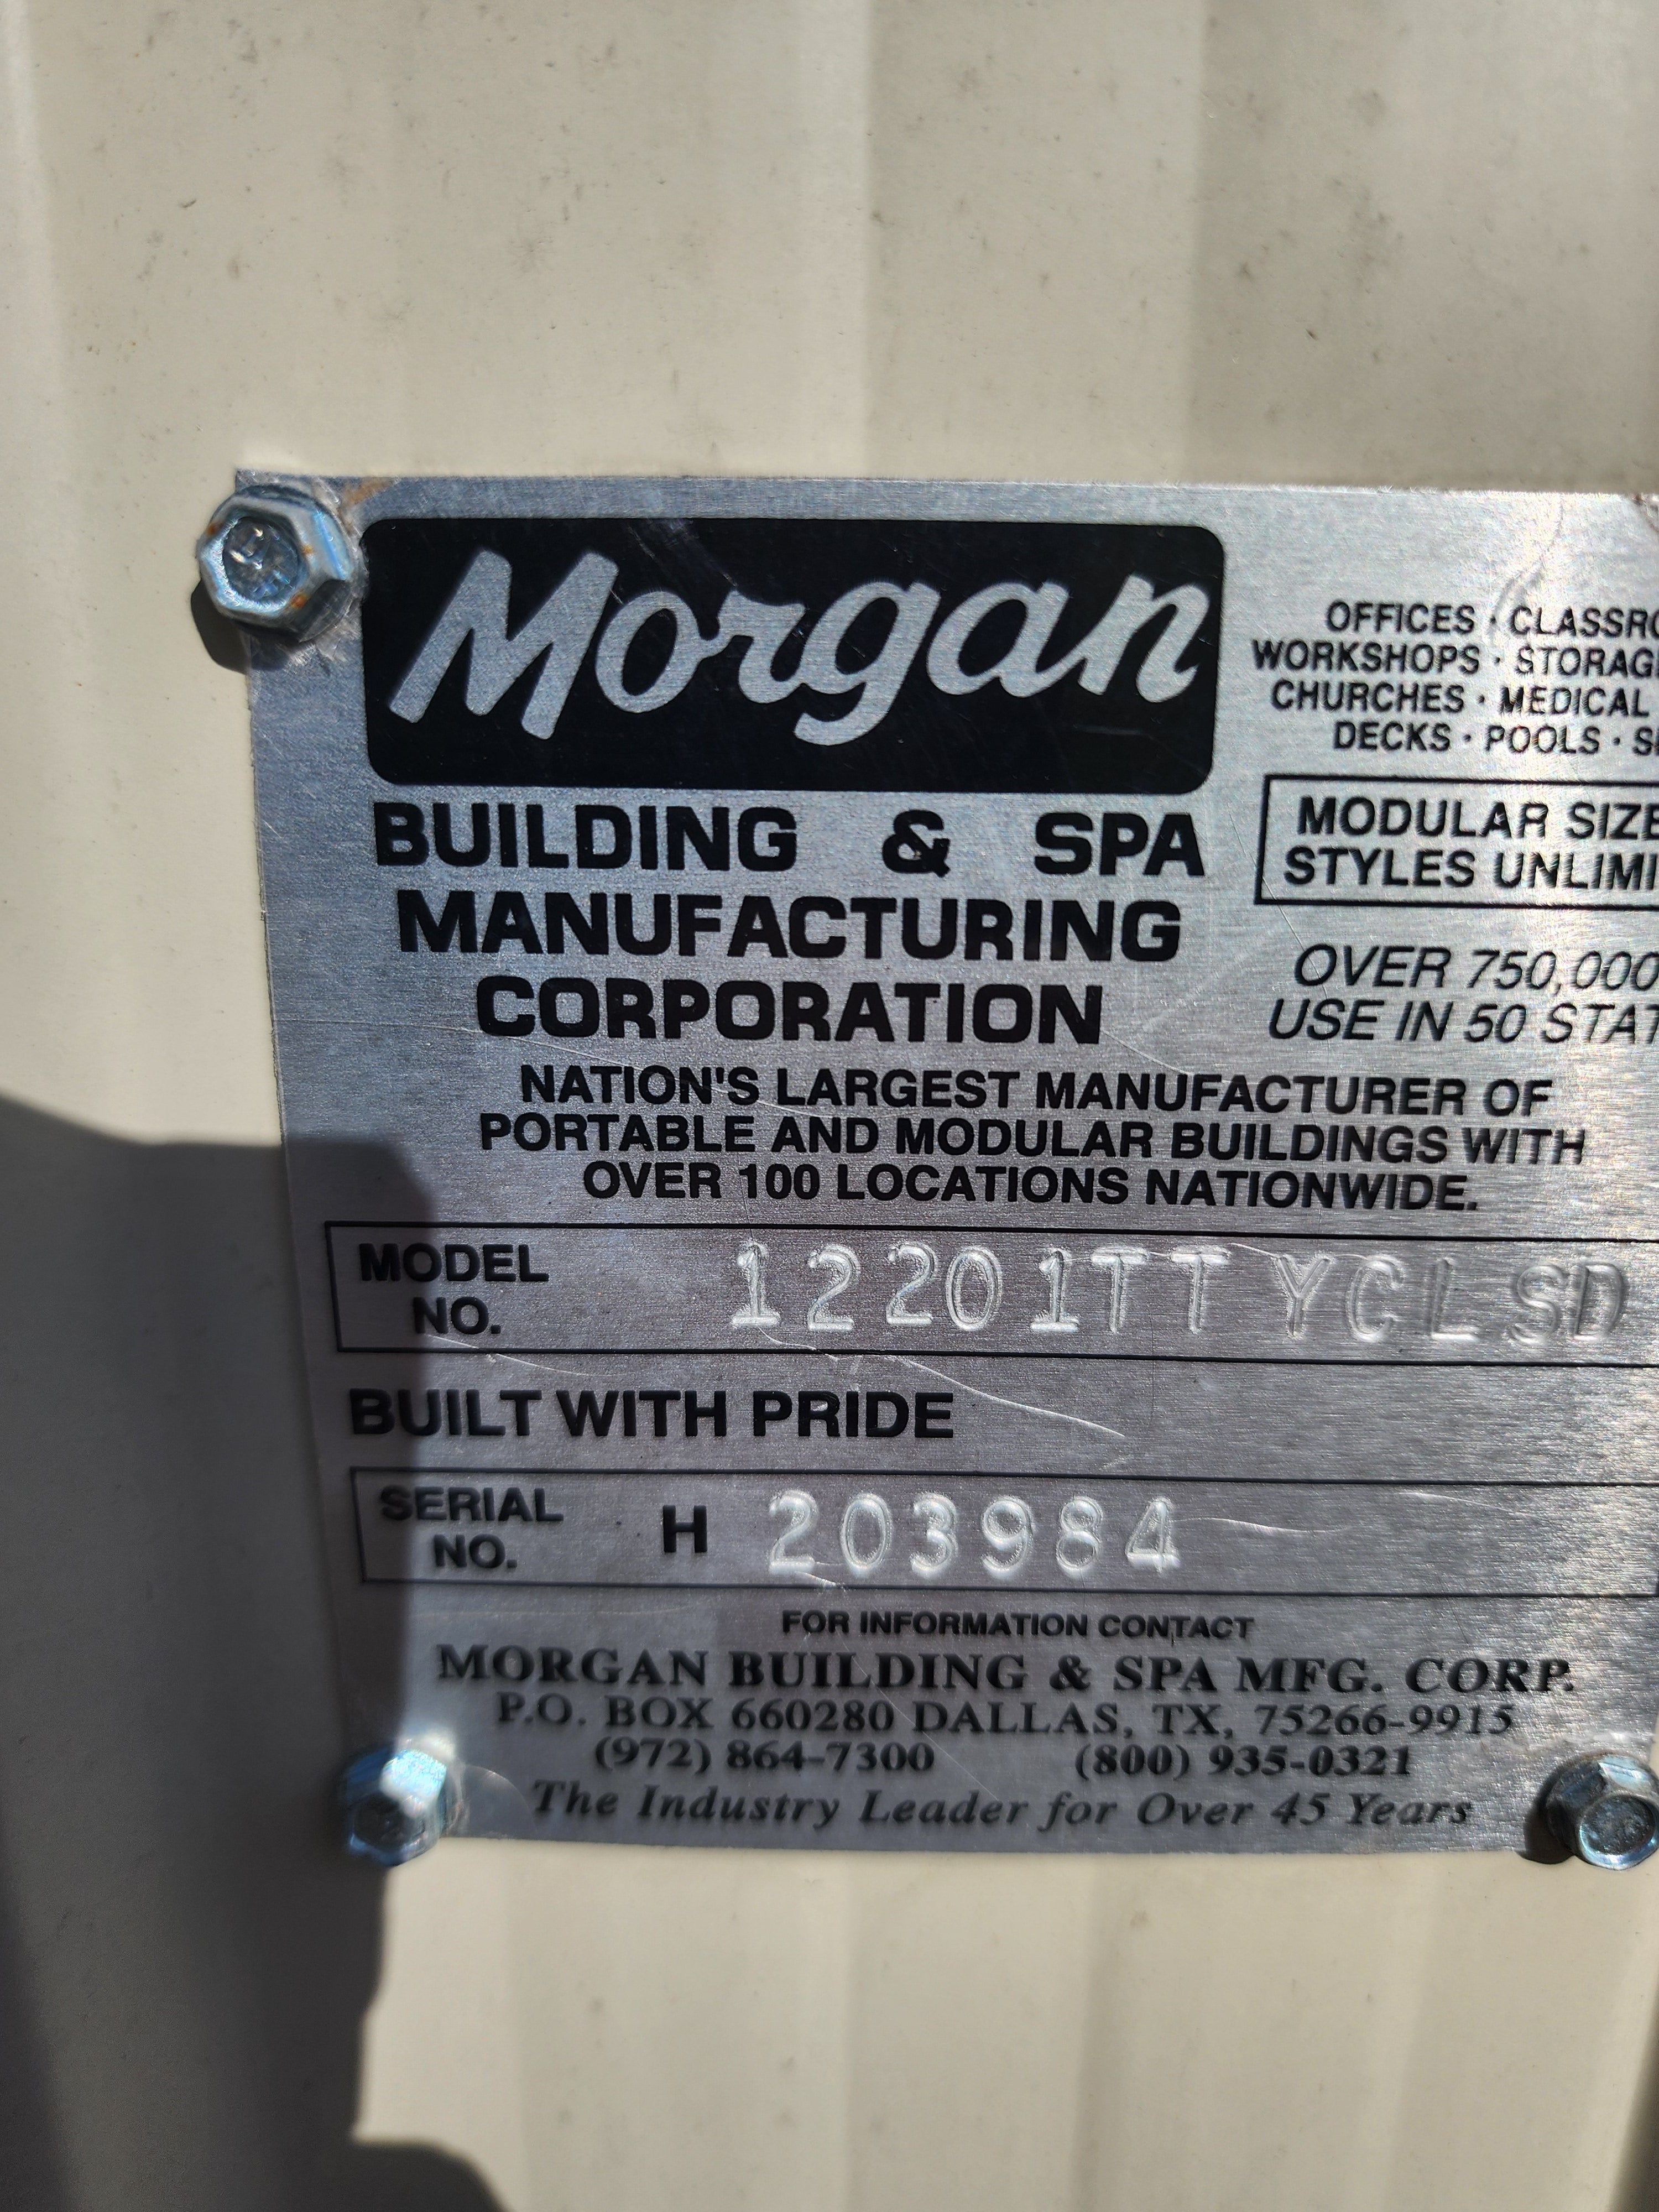 Morgan
BUILDING & SPA
MANUFACTURING
CORPORATION
OFFICES · CLASSRO
WORKSHOPS · STORAGE
CHURCHES · MEDICAL
DECKS · POOLS · S
MODULAR SIZE
STYLES UNLIMI
OVER 750,000
USE IN 50 STAT
NATION'S LARGEST MANUFACTURER OF
PORTABLE AND MODULAR BUILDINGS WITH
OVER 100 LOCATIONS NATIONWIDE.
MODEL NO. 12201TTYCLSD
BUILT WITH PRIDE
SERIAL NO. H 203984
FOR INFORMATION CONTACT
MORGAN BUILDING & SPA MFG. CORP.
P.O. BOX 660280 DALLAS, TX, 75266-9915
(972) 864-7300 (800) 935-0321
The Industry Leader for Over 45 Years